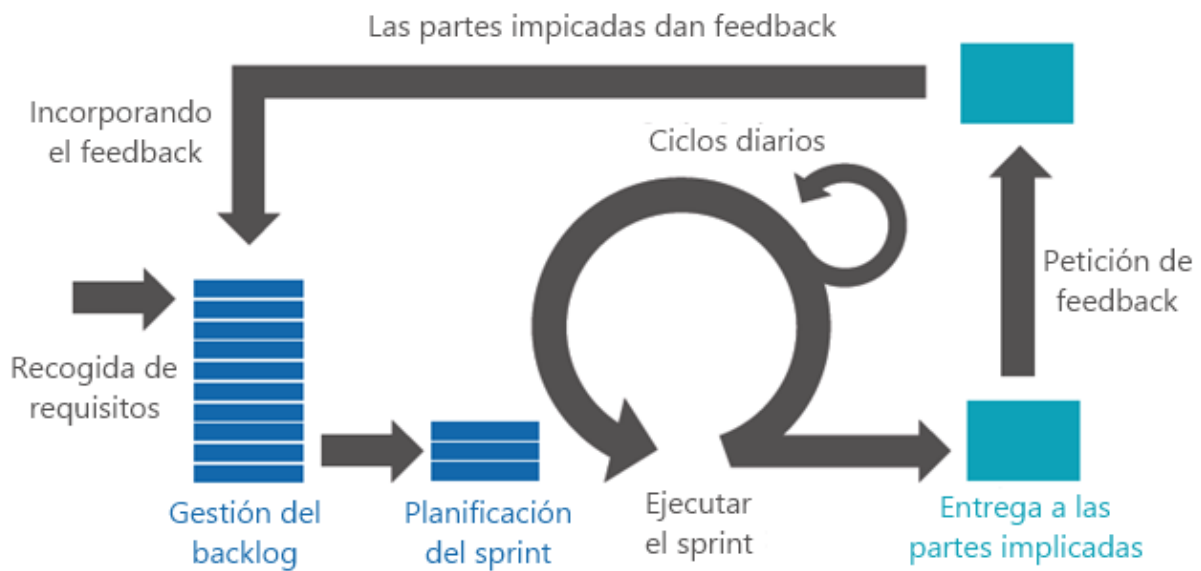 Las partes impicadas dan feedback
Incorporando
el feedback
Ciclos diarios
Petición de
feedback
Recogida de
requisitos
Gestión del
backlog
Planificación
del sprint
Ejecutar
el sprint
Entrega a las
partes implicadas